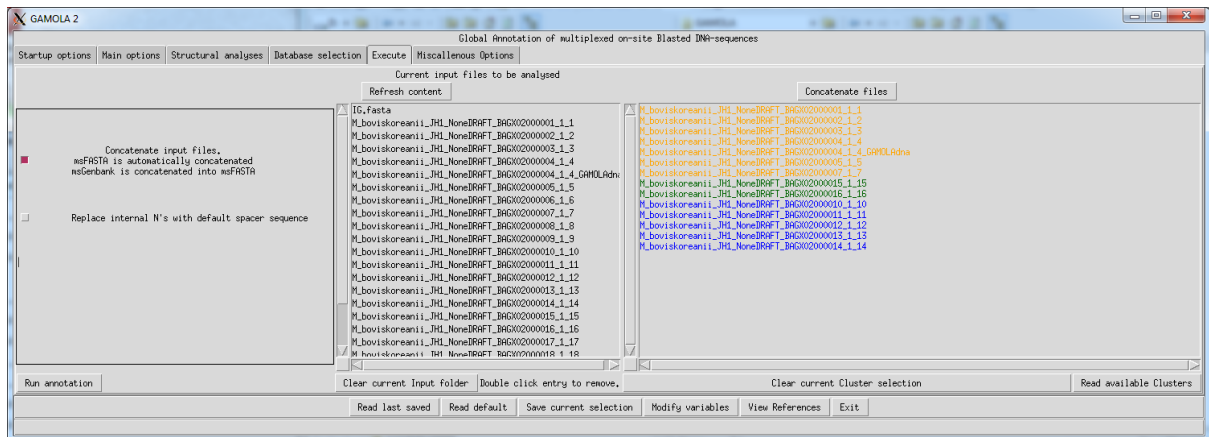 GAMOLA 2
Global Annotation of multiplexed on-site Blasted DNA-sequences
Startup options Main options Structural analyses Database selection Execute Miscallenous Options
Current input files to be analysed
Refresh content
Concatenate files
Concatenate input files.
msFASTA is automatically concatenated
msGenbank is concatenated into msFASTA
Replace internal N's with default spacer sequence
IG.fasta
M_boviskoreanii_JH1_NoneDRAFT_BAGX02000001_1_1
M_boviskoreanii_JH1_NoneDRAFT_BAGX02000002_1_2
M_boviskoreanii_JH1_NoneDRAFT_BAGX02000003_1_3
M_boviskoreanii_JH1_NoneDRAFT_BAGX02000004_1_4
M_boviskoreanii_JH1_NoneDRAFT_BAGX02000004_1_4_GAMOLAdna
M_boviskoreanii_JH1_NoneDRAFT_BAGX02000005_1_5
M_boviskoreanii_JH1_NoneDRAFT_BAGX02000006_1_6
M_boviskoreanii_JH1_NoneDRAFT_BAGX02000007_1_7
M_boviskoreanii_JH1_NoneDRAFT_BAGX02000008_1_8
M_boviskoreanii_JH1_NoneDRAFT_BAGX02000009_1_9
M_boviskoreanii_JH1_NoneDRAFT_BAGX02000010_1_10
M_boviskoreanii_JH1_NoneDRAFT_BAGX02000011_1_11
M_boviskoreanii_JH1_NoneDRAFT_BAGX02000012_1_12
M_boviskoreanii_JH1_NoneDRAFT_BAGX02000013_1_13
M_boviskoreanii_JH1_NoneDRAFT_BAGX02000014_1_14
M_boviskoreanii_JH1_NoneDRAFT_BAGX02000015_1_15
M_boviskoreanii_JH1_NoneDRAFT_BAGX02000016_1_16
M_boviskoreanii_JH1_NoneDRAFT_BAGX02000017_1_17
M_boviskoreanii_JH1_NoneDRAFT_BAGX02000018_1_18
M_boviskoreanii_JH1_NoneDRAFT_BAGX02000001_1_1
M_boviskoreanii_JH1_NoneDRAFT_BAGX02000002_1_2
M_boviskoreanii_JH1_NoneDRAFT_BAGX02000003_1_3
M_boviskoreanii_JH1_NoneDRAFT_BAGX02000004_1_4
M_boviskoreanii_JH1_NoneDRAFT_BAGX02000004_1_4_GAMOLAdna
M_boviskoreanii_JH1_NoneDRAFT_BAGX02000005_1_5
M_boviskoreanii_JH1_NoneDRAFT_BAGX02000007_1_7
M_boviskoreanii_JH1_NoneDRAFT_BAGX02000015_1_15
M_boviskoreanii_JH1_NoneDRAFT_BAGX02000016_1_16
M_boviskoreanii_JH1_NoneDRAFT_BAGX02000010_1_10
M_boviskoreanii_JH1_NoneDRAFT_BAGX02000011_1_11
M_boviskoreanii_JH1_NoneDRAFT_BAGX02000012_1_12
M_boviskoreanii_JH1_NoneDRAFT_BAGX02000013_1_13
M_boviskoreanii_JH1_NoneDRAFT_BAGX02000014_1_14
Run annotation Clear current Input folder Double click entry to remove. Clear current Cluster selection Read available Clusters
Read last saved Read default Save current selection Modify variables View References Exit